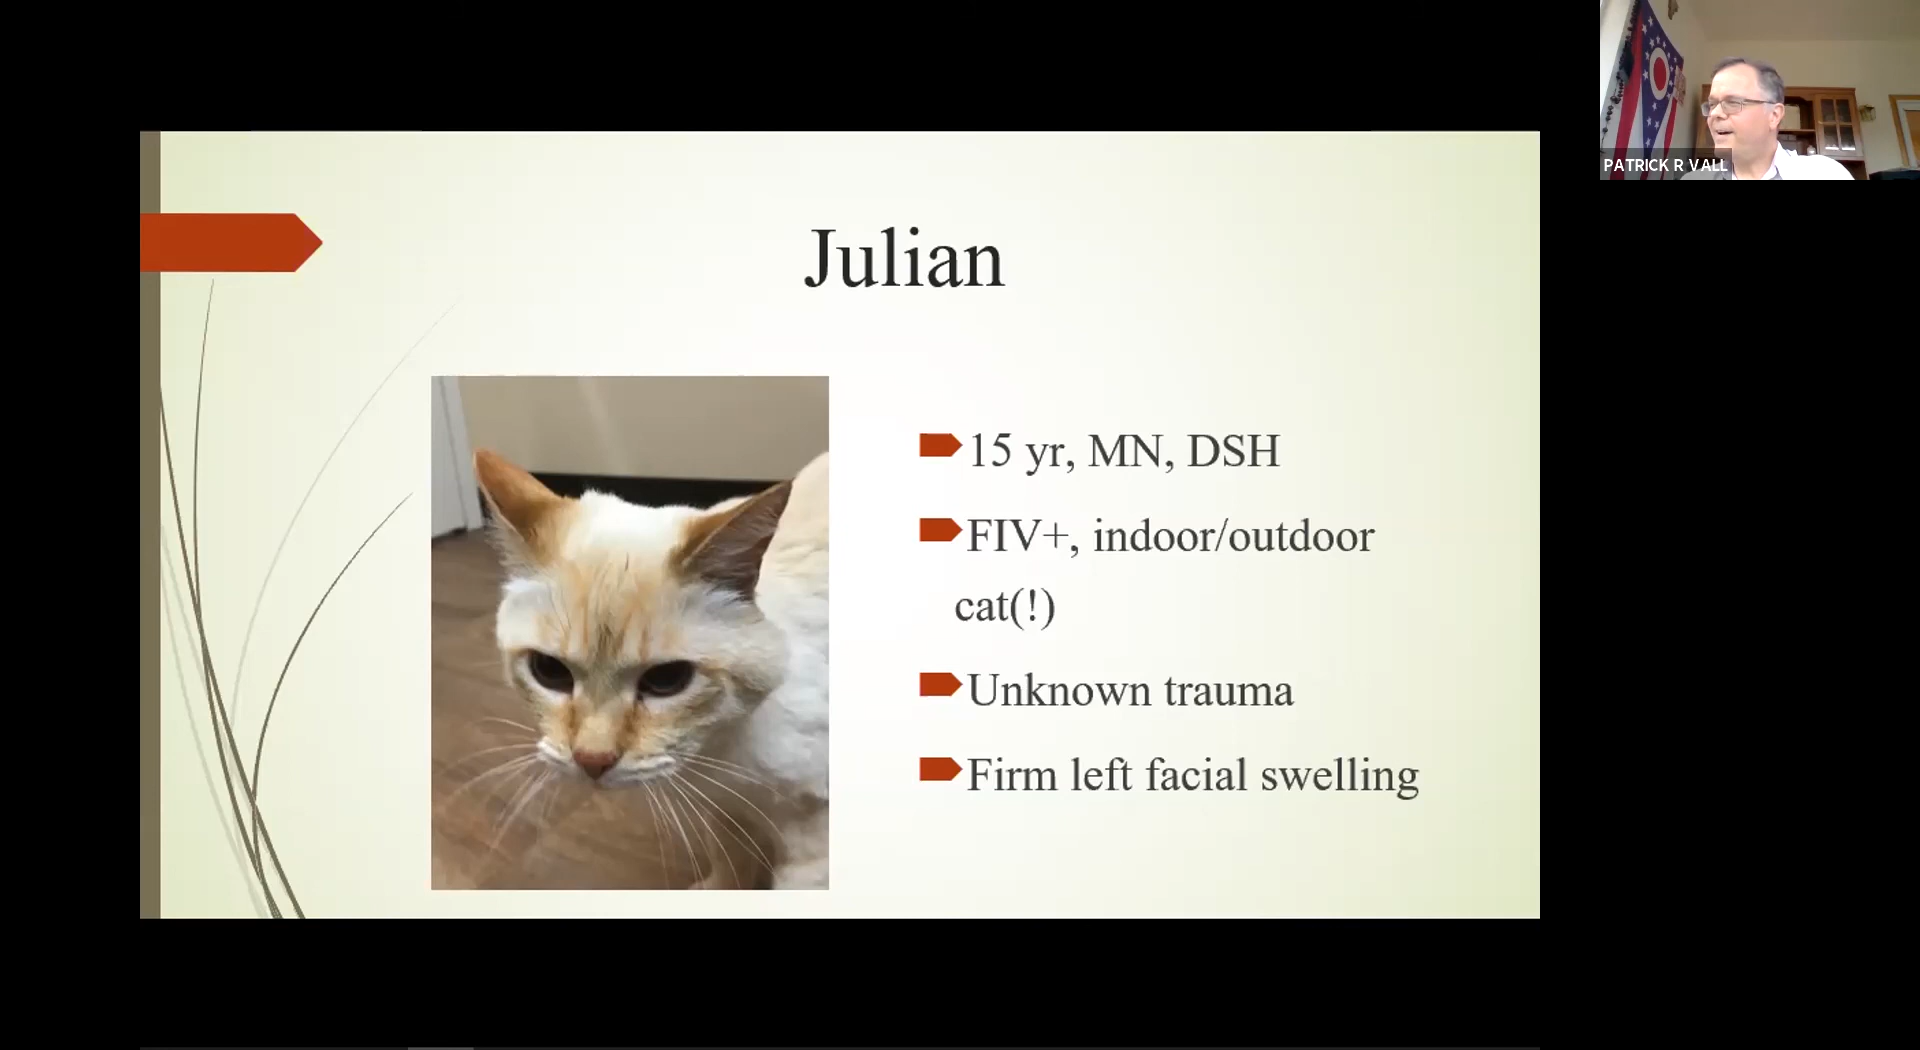 PATRICK R VALL
Julian
15 yr, MN, DSH
FIV+, indoor/outdoor
cat(!)
Unknown trauma
Firm left facial swelling